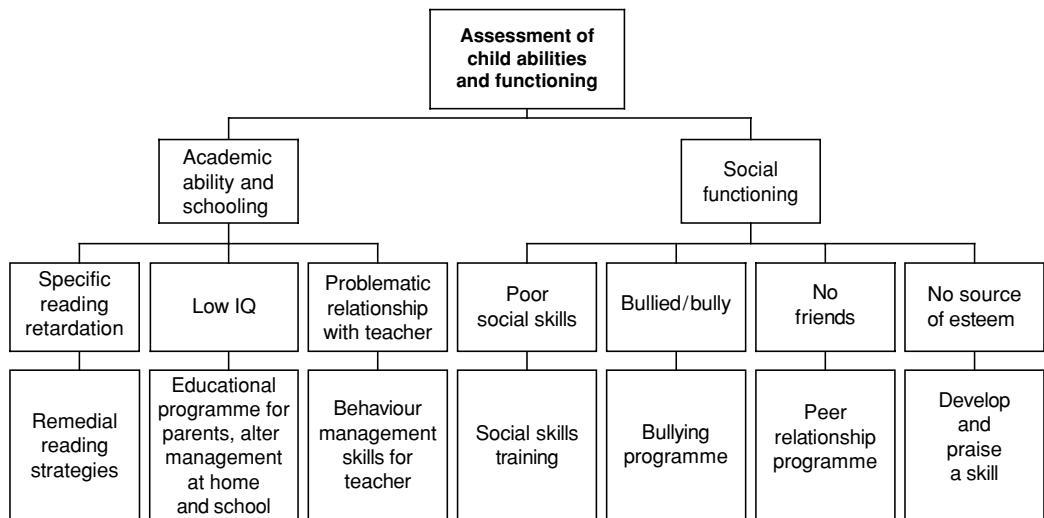 Assessment of
child abilities
and functioning
Academic
ability and
schooling
Social
functioning
Specific
reading
retardation
Low IQ
Problematic
relationship
with teacher
Poor
social skills
Bullied/bully
No
friends
No source
of esteem
Remedial
reading
strategies
Educational
programme for
parents, alter
management
at home
and school
Behaviour
management
skills for
teacher
Social skills
training
Bullying
programme
Peer
relationship
programme
Develop
and
praise
a skill